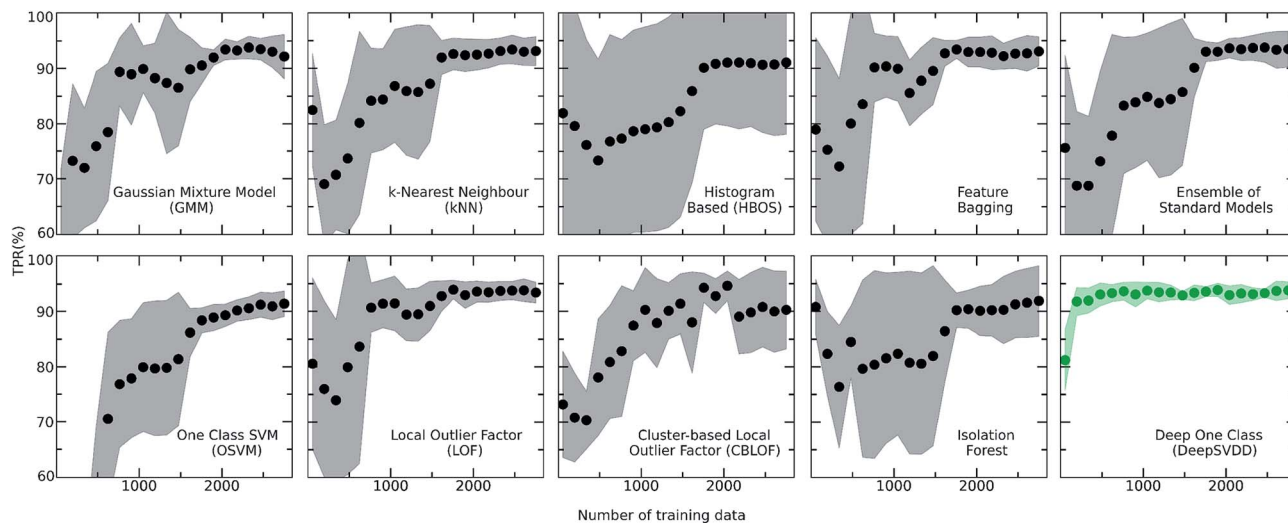 100
90
80
70
60
Gaussian Mixture Model
(GMM)
k-Nearest Neighbour
(kNN)
Histogram
Based (HBOS)
Feature
Bagging
Ensemble of
Standard Models
TPR(%)
100
90
80
70
60
One Class SVM
(OSVM)
Local Outlier Factor
(LOF)
Cluster-based Local
Outlier Factor (CBLOF)
Isolation
Forest
Deep One Class
(DeepSVDD)
1000 2000 1000 2000 1000 2000 1000 2000 1000 2000
Number of training data